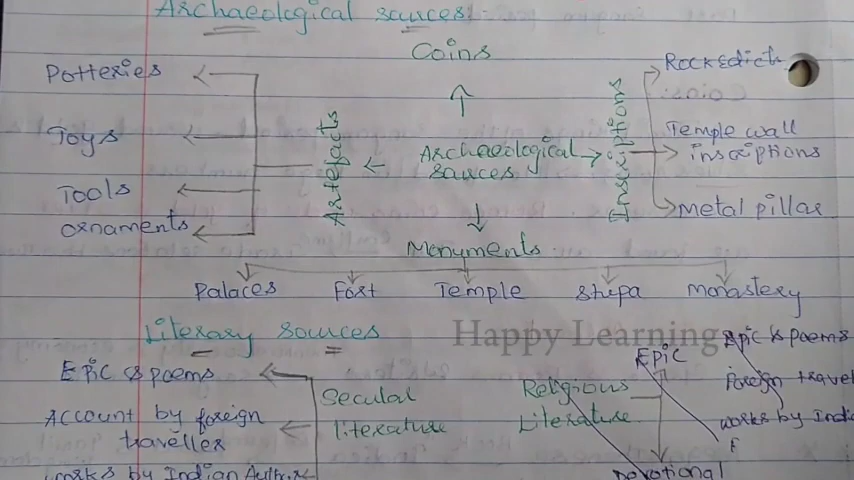 Archaeological sources:
Coins
Potteries
Toys
Tools
ornaments
Artefacts
Archaeological
sources
Inscriptions
Rock edict
Temple wall
inscriptions
Metal pillar
Monuments
Palaces
Fort
Temple
stupa
monastery
Literary sources
Happy Learning
Epic & poems
Account by foreign
traveller
works by Indian Author
Secular
literature
Religious
Literature
Epic
Devotional
Epic & poems
Foreign travel
works by India